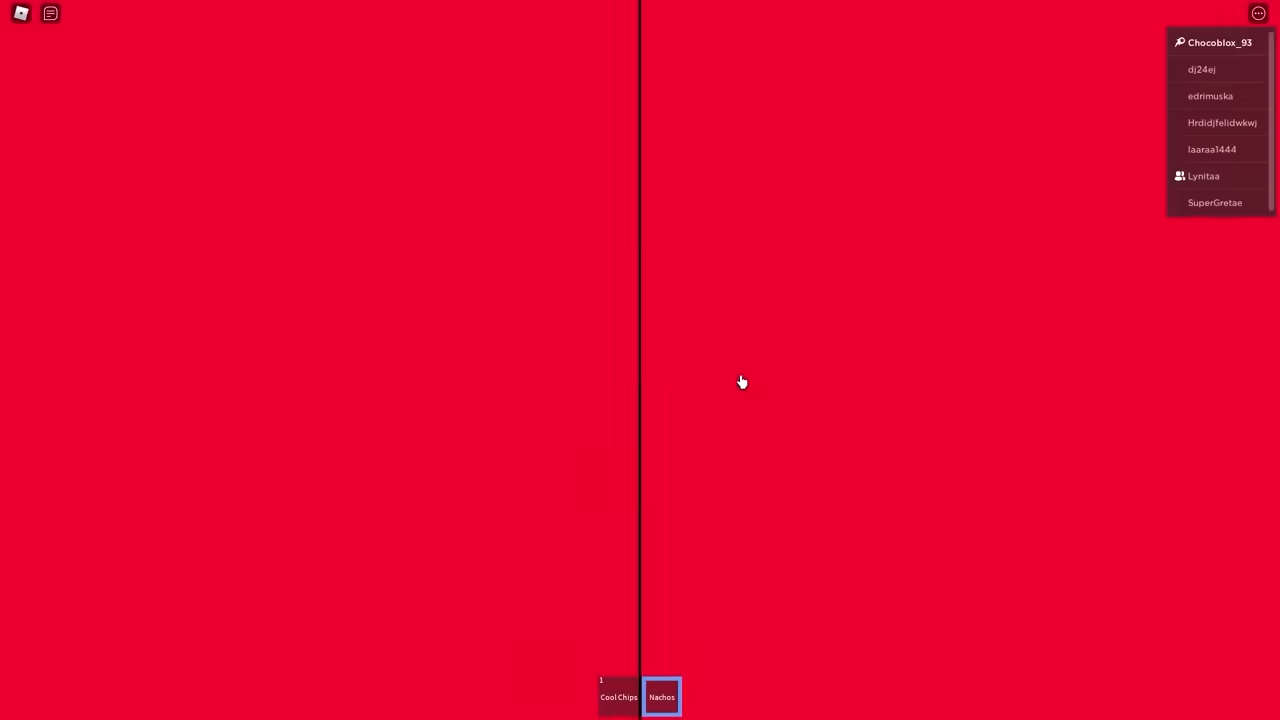 Chocoblox_93
dj24ej
edrimuska
Hrdidjfelidwkwj
laaraa1444
Lynitaa
SuperGretae
1
Cool Chips
Nachos